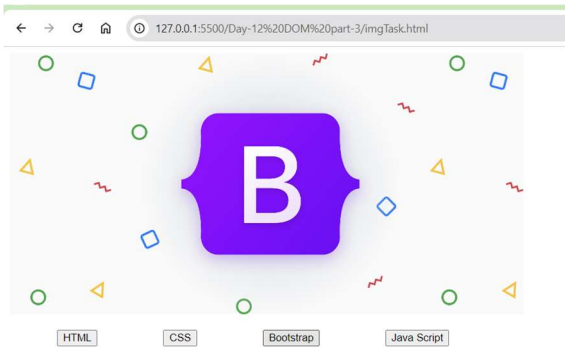 127.0.0.1:5500/Day-12%20DOM%20part-3/imgTask.html
B
HTML CSS Bootstrap Java Script